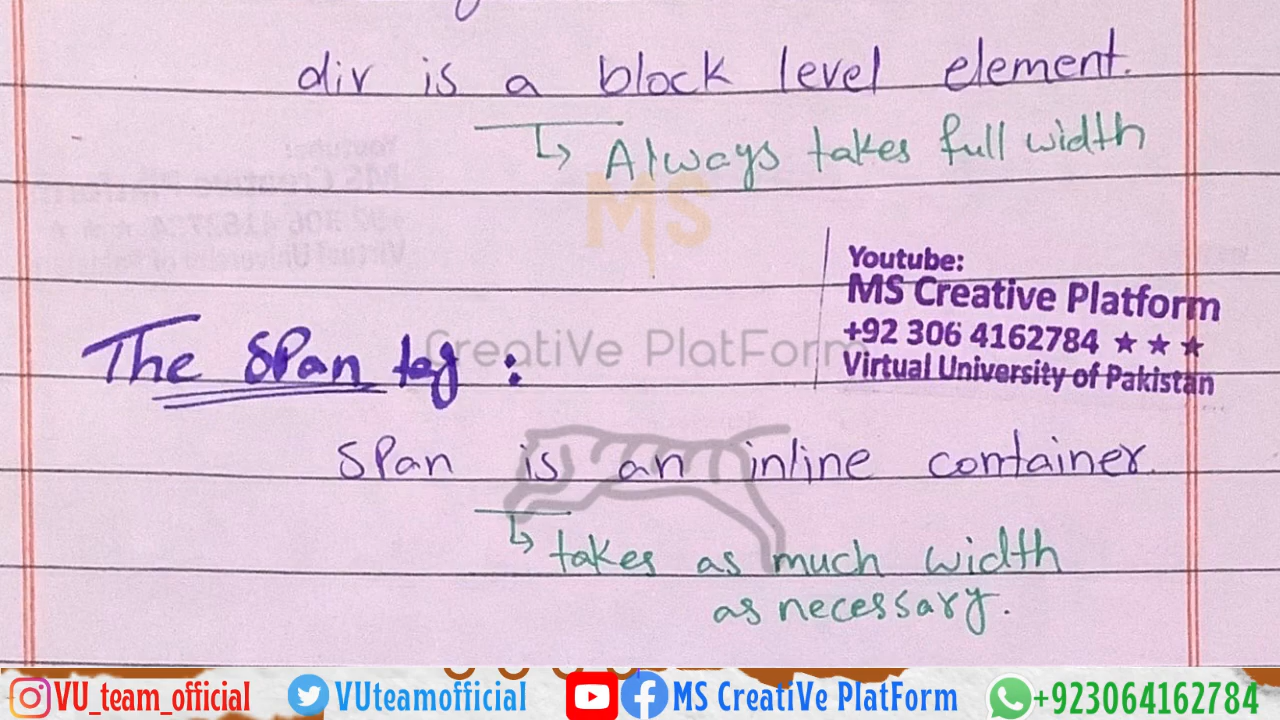 div is a block level element.
↳ Always takes full width
MS
Youtube:
MS Creative Platform
+92 306 4162784 ★ ★ ★
Virtual University of Pakistan
CreatiVe PlatForm
The SPan tag :
SPan is an inline container.
↳ takes as much width
as necessary.
VU_team_official VUteamofficial MS CreatiVe PlatForm +923064162784